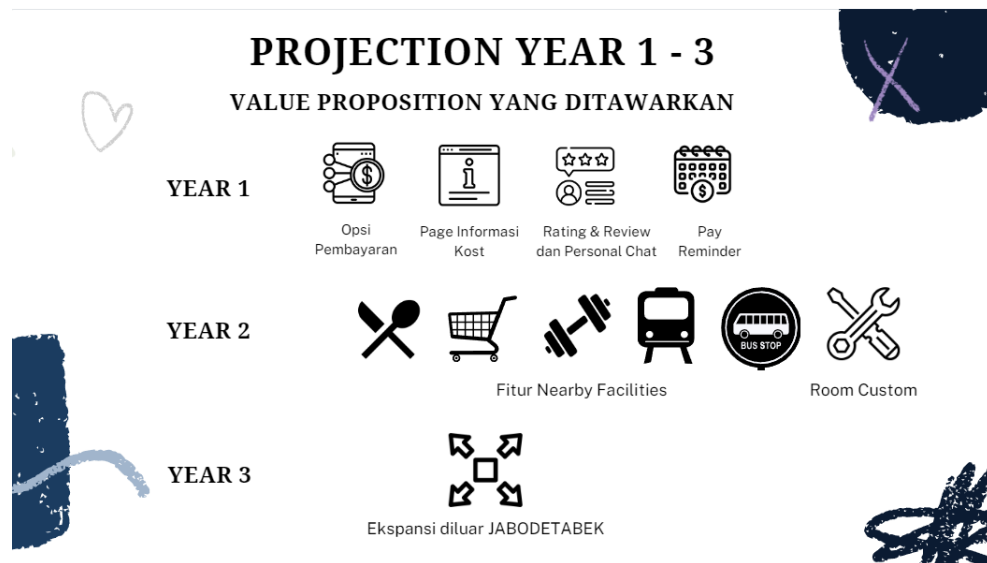 PROJECTION YEAR 1 - 3
VALUE PROPOSITION YANG DITAWARKAN
YEAR 1
Opsi
Pembayaran
Page Informasi
Kost
Rating & Review
dan Personal Chat
Pay
Reminder
YEAR 2
BUS STOP
Fitur Nearby Facilities
Room Custom
YEAR 3
Ekspansi diluar JABODETABEK